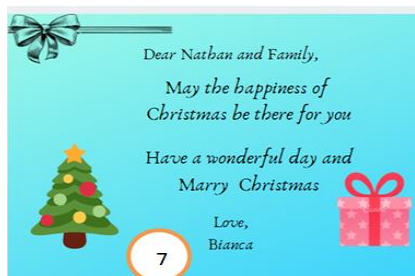 Dear Nathan and Family,
May the happiness of
Christmas be there for you
Have a wonderful day and
Marry Christmas
Love,
Bianca
7